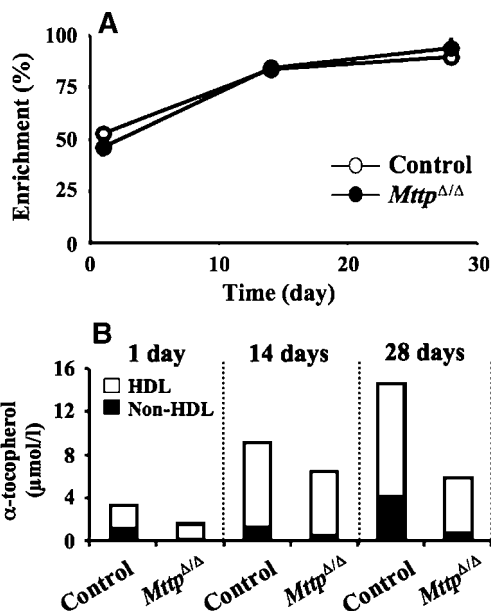 A
100
75
50
25
0
Enrichment (%)
Control
Mttp^Δ/Δ
0 10 20 30
Time (day)
B
1 day 14 days 28 days
16
12
8
4
0
α-tocopherol
(μmol/l)
HDL
Non-HDL
Control Mttp^Δ/Δ Control Mttp^Δ/Δ Control Mttp^Δ/Δ